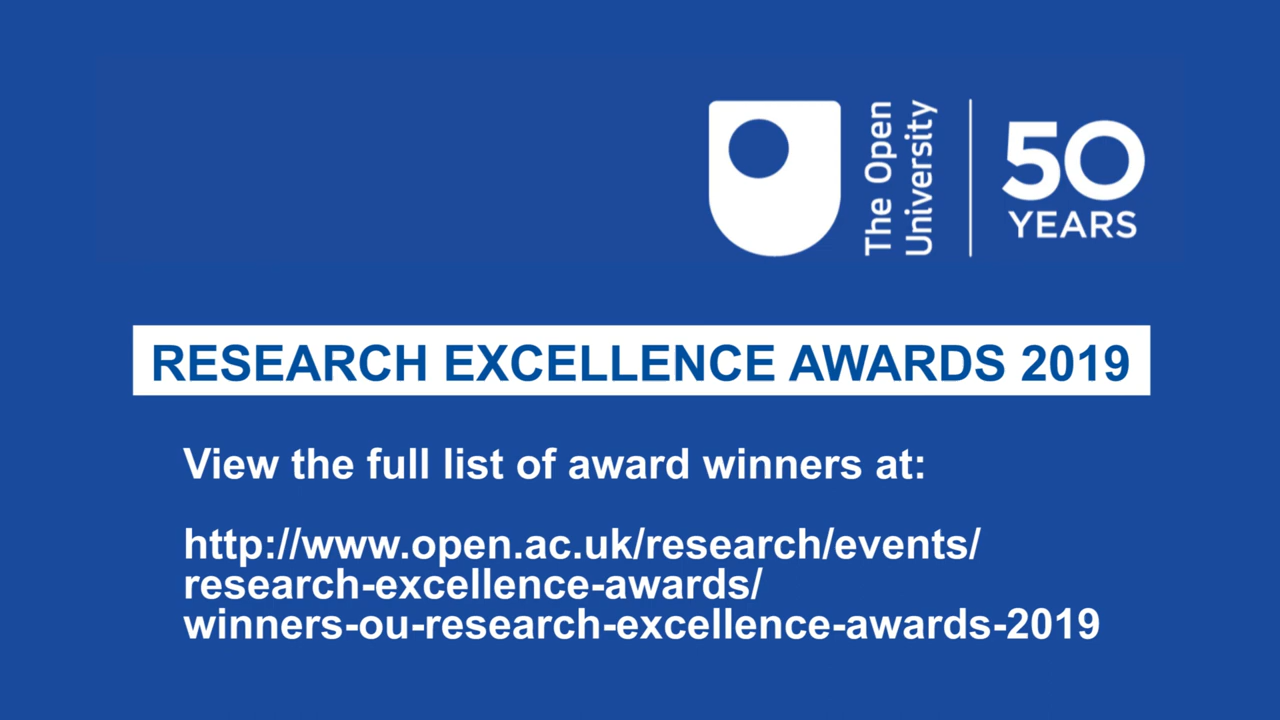 The Open
University
50
YEARS
RESEARCH EXCELLENCE AWARDS 2019
View the full list of award winners at:
http://www.open.ac.uk/research/events/
research-excellence-awards/
winners-ou-research-excellence-awards-2019